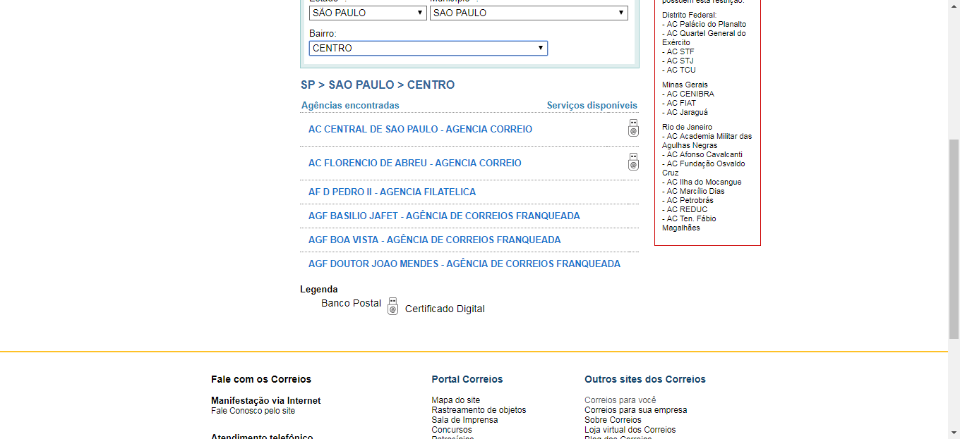 SÃO PAULO
SAO PAULO
Bairro:
CENTRO
SP > SAO PAULO > CENTRO
Agências encontradas
Serviços disponíveis
AC CENTRAL DE SAO PAULO - AGENCIA CORREIO
AC FLORENCIO DE ABREU - AGENCIA CORREIO
AF D PEDRO II - AGENCIA FILATELICA
AGF BASILIO JAFET - AGÊNCIA DE CORREIOS FRANQUEADA
AGF BOA VISTA - AGÊNCIA DE CORREIOS FRANQUEADA
AGF DOUTOR JOAO MENDES - AGÊNCIA DE CORREIOS FRANQUEADA
Legenda
Banco Postal
Certificado Digital
possuem esta restrição:
Distrito Federal:
- AC Palácio do Planalto
- AC Quartel General do
Exército
- AC STF
- AC STJ
- AC TCU
Minas Gerais
- AC CENIBRA
- AC FIAT
- AC Jaraguá
Rio de Janeiro
- AC Academia Militar das
Agulhas Negras
- AC Afonso Cavalcanti
- AC Fundação Osvaldo
Cruz
- AC Ilha do Mocangue
- AC Marcílio Dias
- AC Petrobrás
- AC REDUC
- AC Ten. Fábio
Magalhães
Fale com os Correios
Manifestação via Internet
Fale Conosco pelo site
Atendimento telefônico
Portal Correios
Mapa do site
Rastreamento de objetos
Sala de Imprensa
Concursos
Patrocínios
Outros sites dos Correios
Correios para você
Correios para sua empresa
Sobre Correios
Loja virtual dos Correios
Blog dos Correios